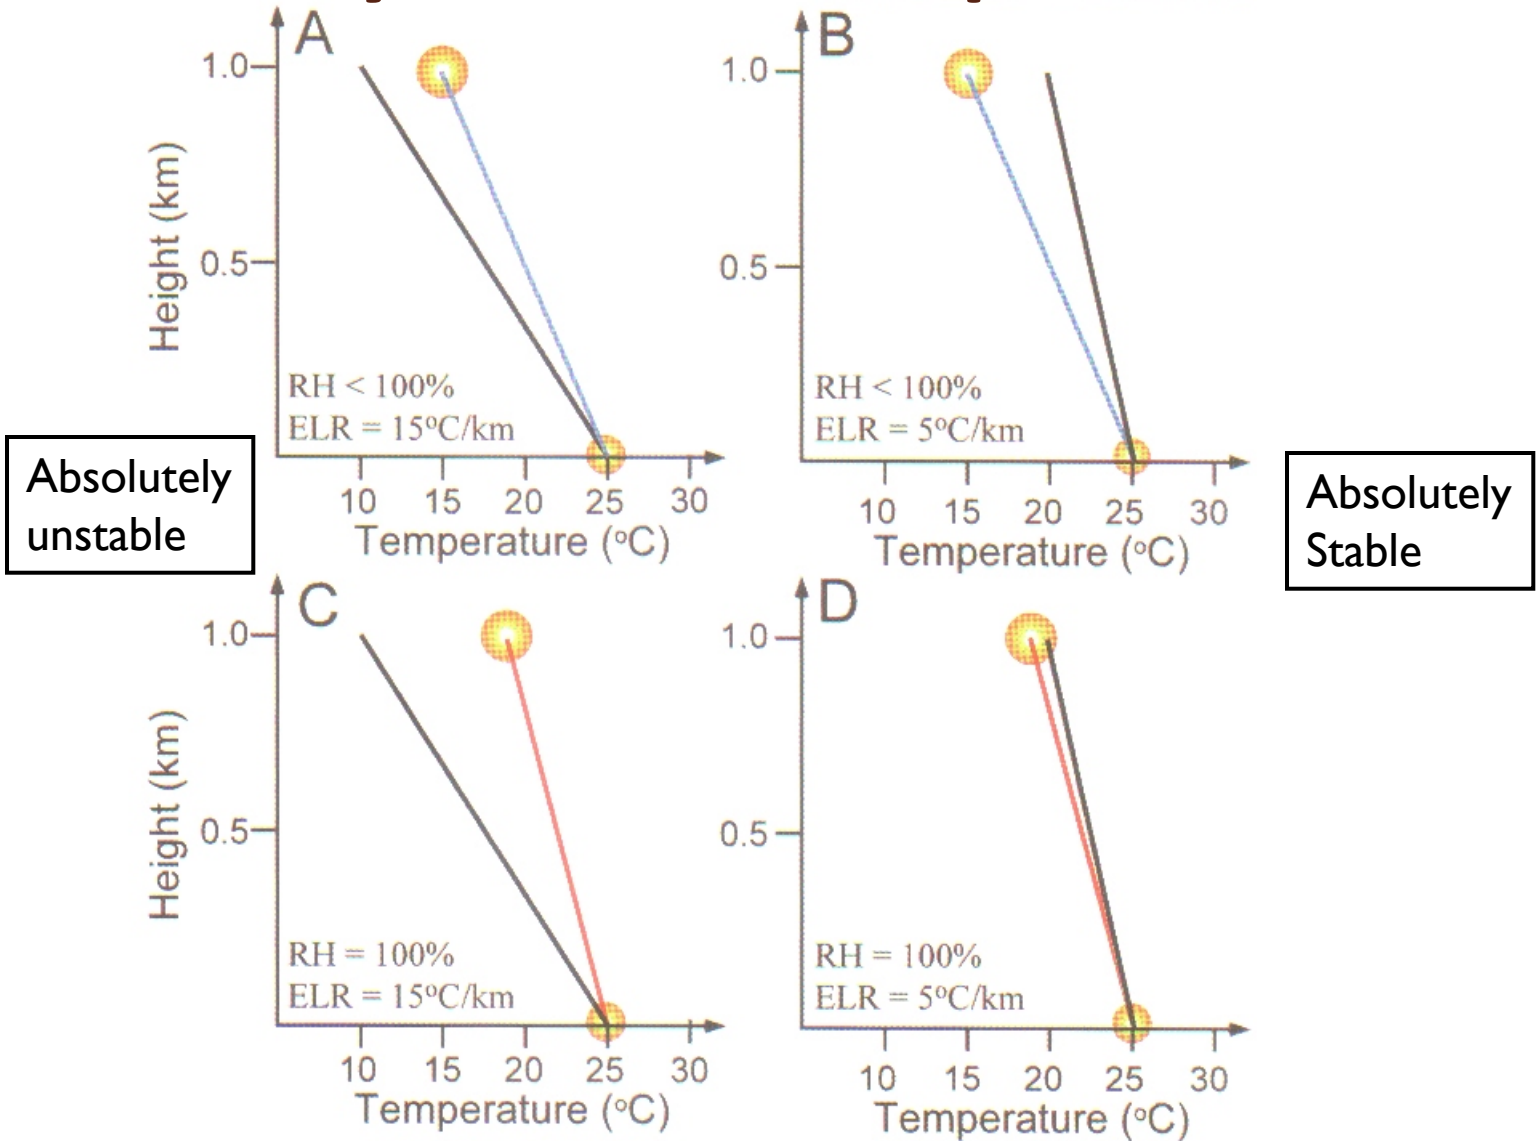 A
1.0
0.5
Height (km)
RH < 100%
ELR = 15°C/km
10 15 20 25 30
Temperature (°C)
B
1.0
0.5
RH < 100%
ELR = 5°C/km
10 15 20 25 30
Temperature (°C)
Absolutely
unstable
Absolutely
Stable
C
1.0
0.5
Height (km)
RH = 100%
ELR = 15°C/km
10 15 20 25 30
Temperature (°C)
D
1.0
0.5
RH = 100%
ELR = 5°C/km
10 15 20 25 30
Temperature (°C)